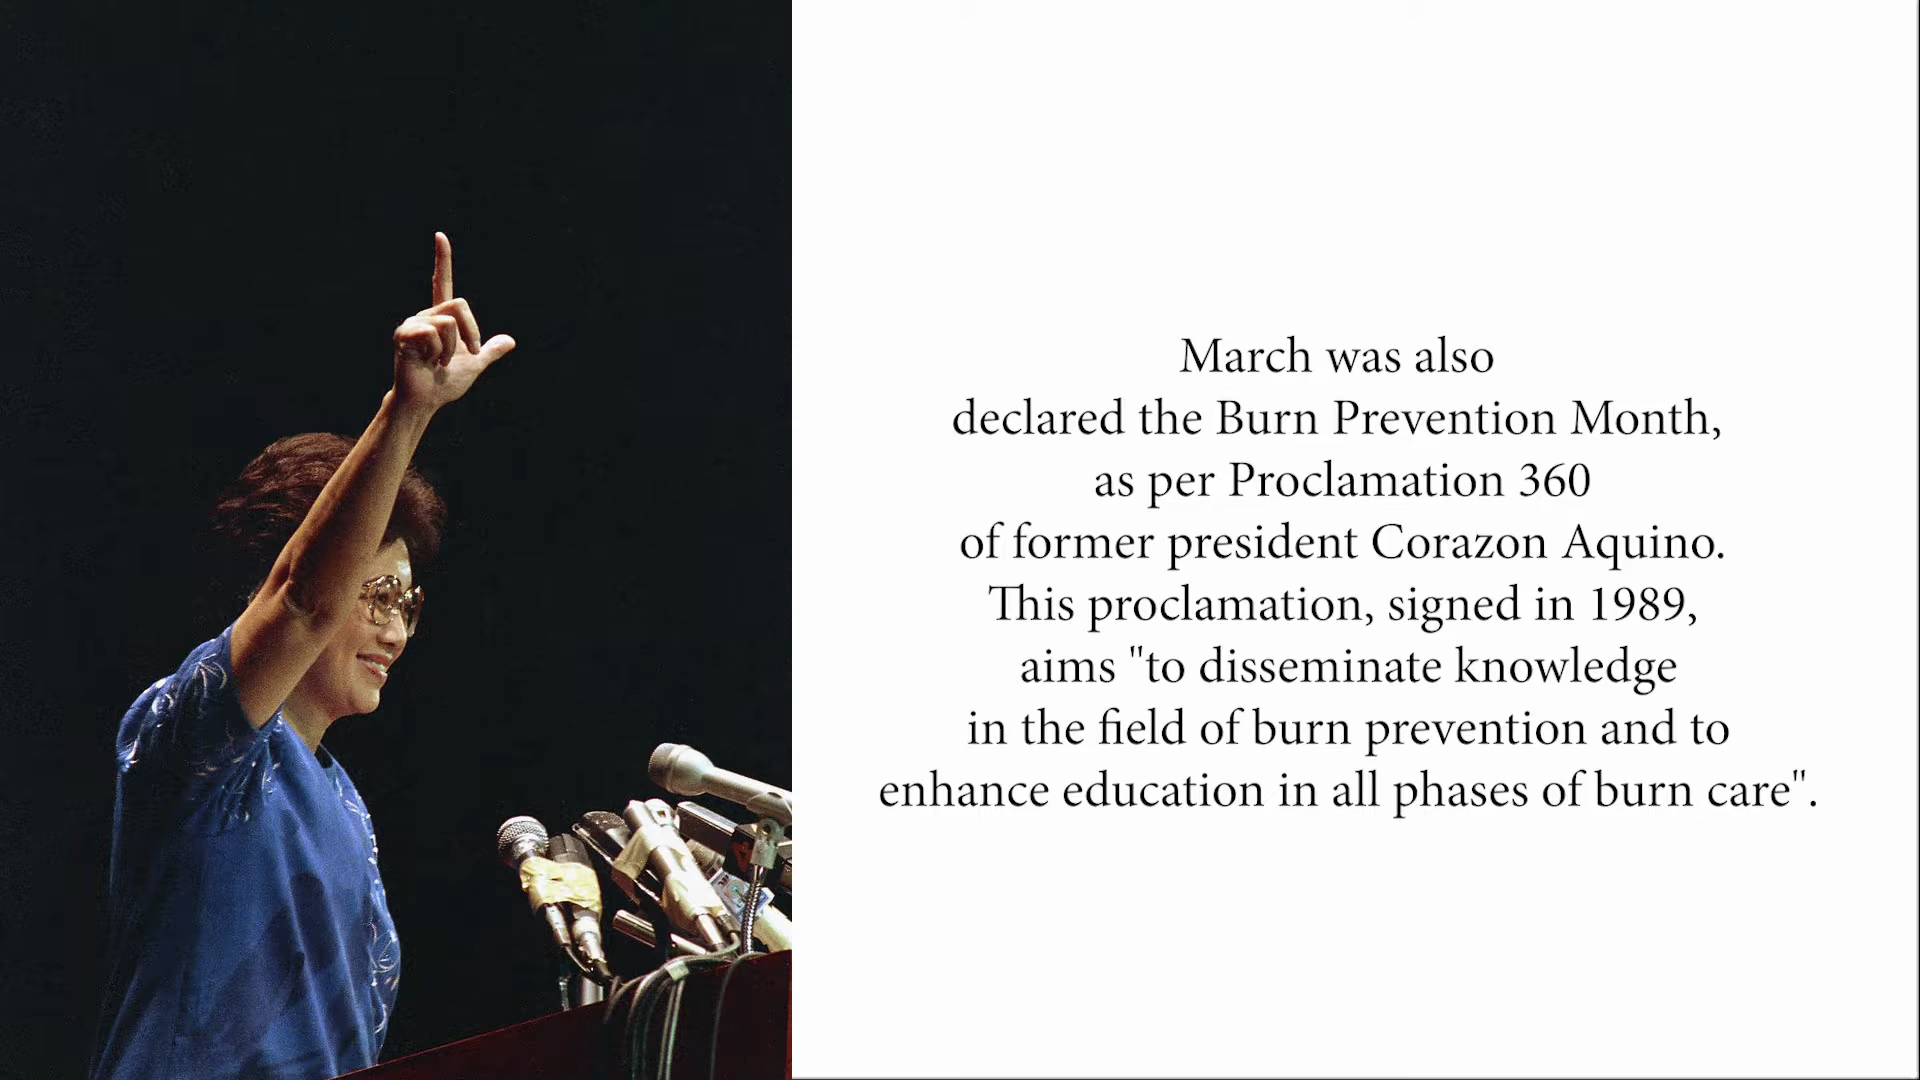 March was also
declared the Burn Prevention Month,
as per Proclamation 360
of former president Corazon Aquino.
This proclamation, signed in 1989,
aims "to disseminate knowledge
in the field of burn prevention and to
enhance education in all phases of burn care".